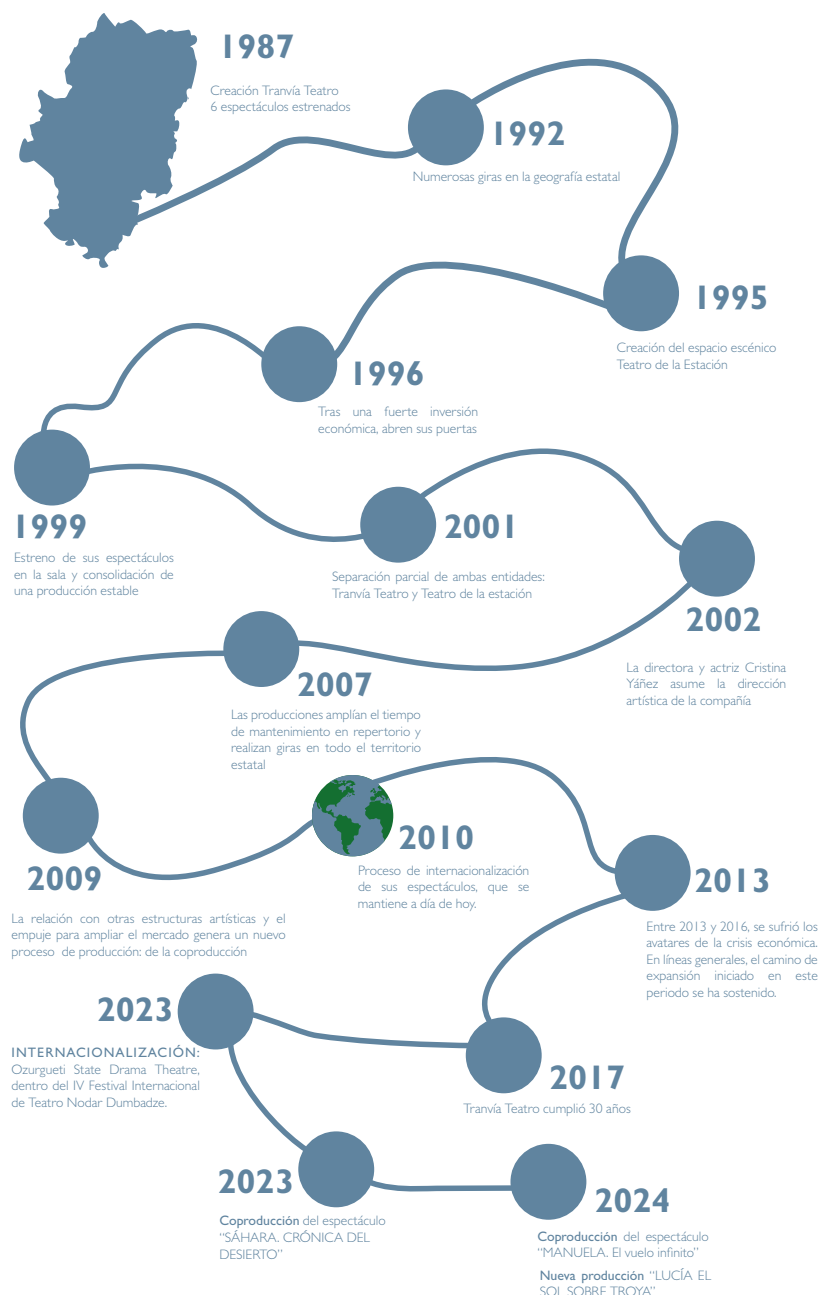 1987
Creación Tranvía Teatro
6 espectáculos estrenados
1992
Numerosas giras en la geografía estatal
1995
Creación del espacio escénico
Teatro de la Estación
1996
Tras una fuerte inversión
económica, abren sus puertas
1999
Estreno de sus espectáculos
en la sala y consolidación de
una producción estable
2001
Separación parcial de ambas entidades:
Tranvía Teatro y Teatro de la estación
2002
La directora y actriz Cristina
Yáñez asume la dirección
artística de la compañía
2007
Las producciones amplían el tiempo
de mantenimiento en repertorio y
realizan giras en todo el territorio
estatal
2009
La relación con otras estructuras artísticas y el
empuje para ampliar el mercado genera un nuevo
proceso de producción: de la coproducción
2010
Proceso de internacionalización
de sus espectáculos, que se
mantiene a día de hoy.
2013
Entre 2013 y 2016, se sufrió los
avatares de la crisis económica.
En líneas generales, el camino de
expansión iniciado en este
periodo se ha sostenido.
2017
Tranvía Teatro cumplió 30 años
2023
INTERNACIONALIZACIÓN:
Ozurgueti State Drama Theatre,
dentro del IV Festival Internacional
de Teatro Nodar Dumbadze.
2023
Coproducción del espectáculo
“SÁHARA. CRÓNICA DEL
DESIERTO”
2024
Coproducción del espectáculo
“MANUELA. El vuelo infinito”
Nueva producción “LUCÍA EL
SOL SOBRE TROYA”